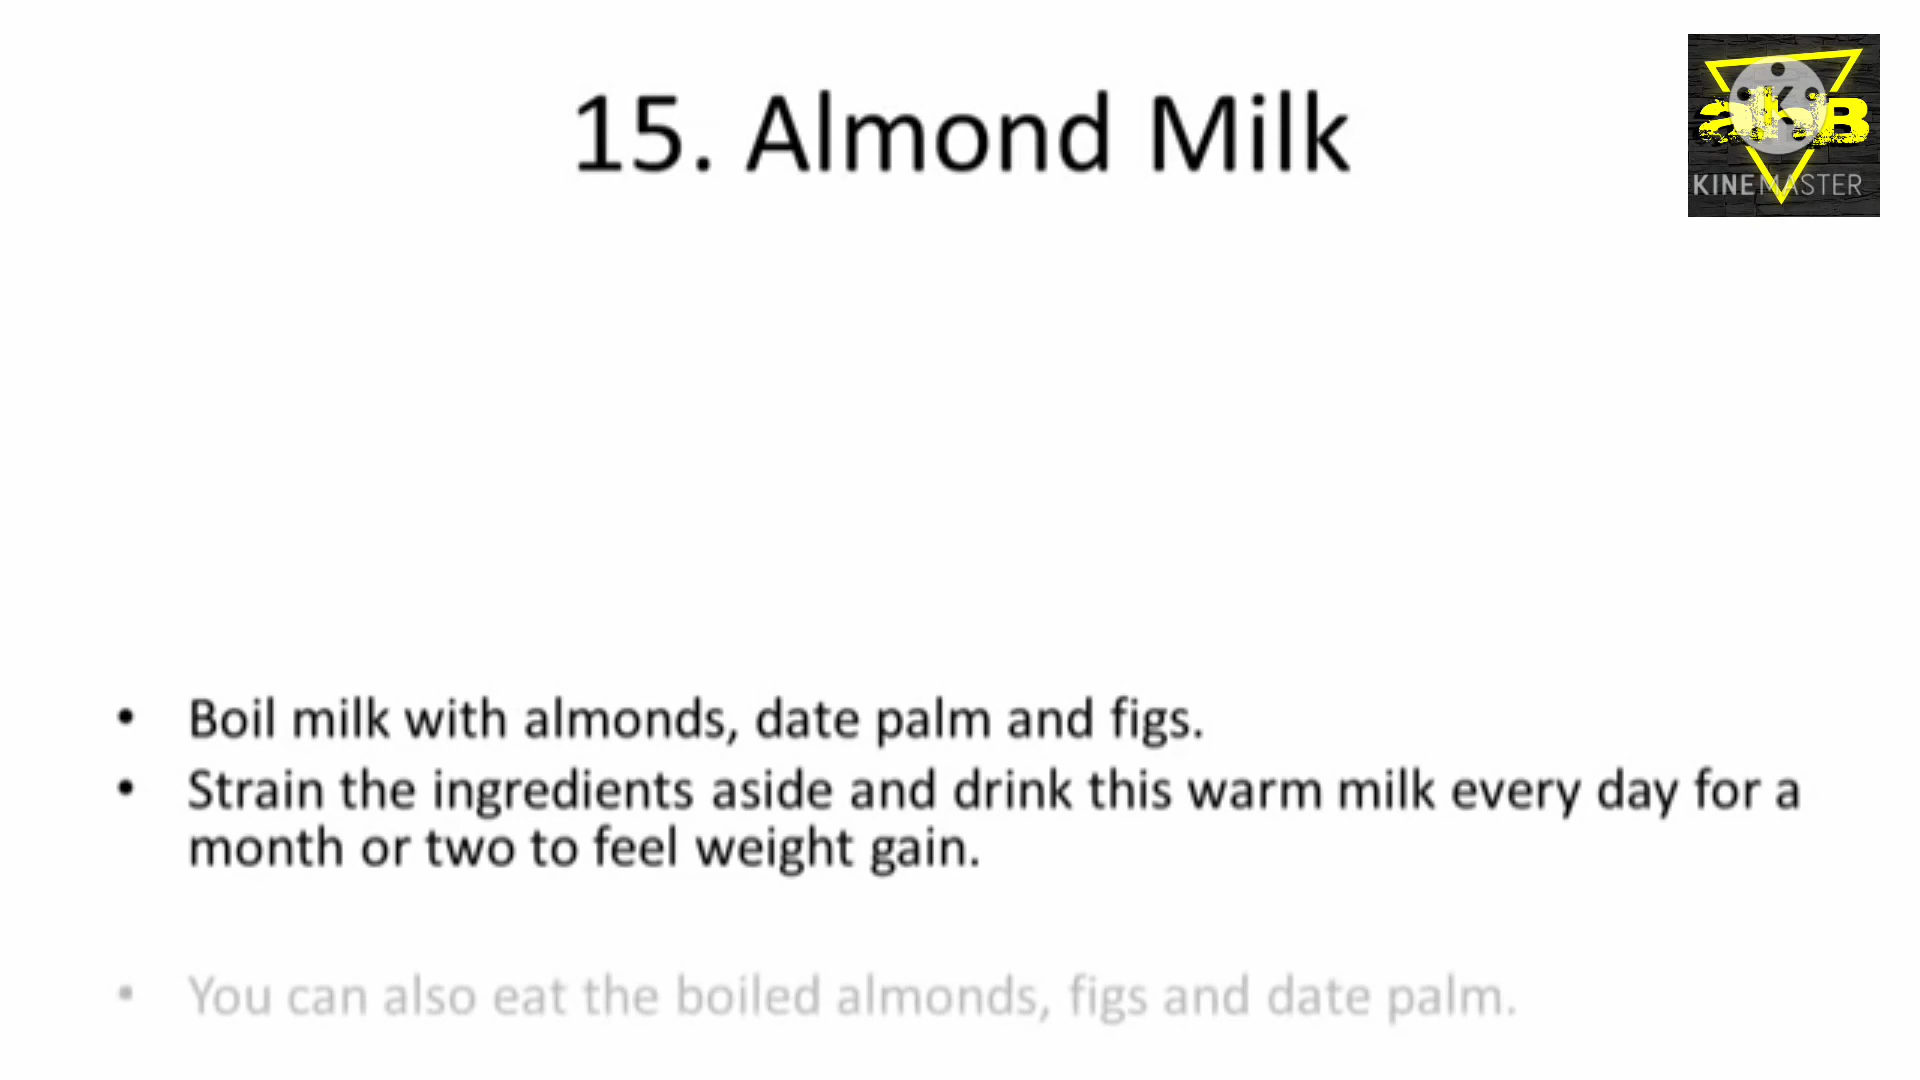 15. Almond Milk
ahB
KINEMASTER
• Boil milk with almonds, date palm and figs.
• Strain the ingredients aside and drink this warm milk every day for a
month or two to feel weight gain.
• You can also eat the boiled almonds, figs and date palm.